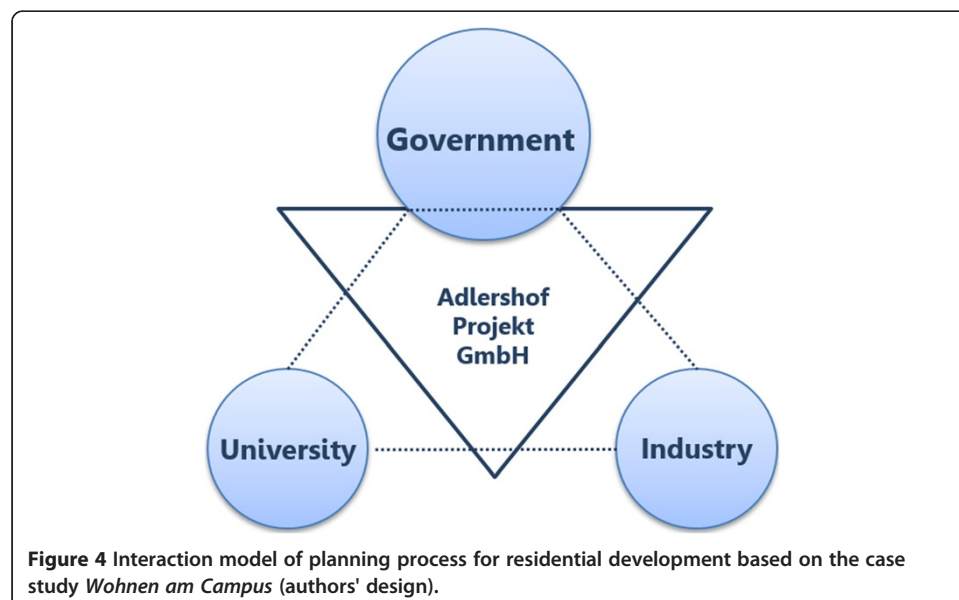 Government
Adlershof
Projekt
GmbH
University
Industry
Figure 4 Interaction model of planning process for residential development based on the case
study Wohnen am Campus (authors' design).